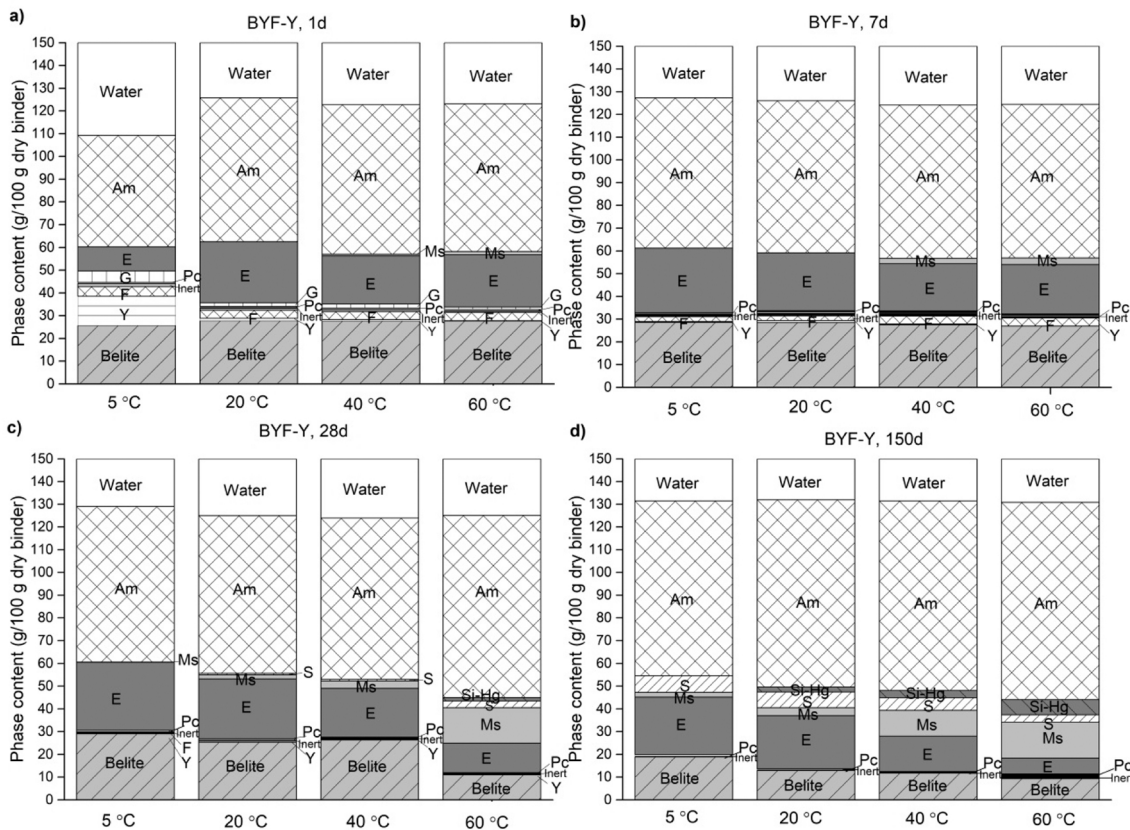 a)
BYF-Y, 1d
Phase content (g/100 g dry binder)
150
140
130
120
110
100
90
80
70
60
50
40
30
20
10
0
Water
Am
E
G
Pc
Inert
F
Y
Belite
5 °C
Water
Am
E
G
Pc
Inert
F
Y
Belite
20 °C
Water
Am
Ms
E
G
Pc
Inert
F
Y
Belite
40 °C
Water
Am
Ms
E
G
Pc
Inert
F
Y
Belite
60 °C
b)
BYF-Y, 7d
Phase content (g/100 g dry binder)
150
140
130
120
110
100
90
80
70
60
50
40
30
20
10
0
Water
Am
E
Pc
Inert
F
Y
Belite
5 °C
Water
Am
E
Pc
Inert
F
Y
Belite
20 °C
Water
Am
Ms
E
Pc
Inert
F
Y
Belite
40 °C
Water
Am
Ms
E
Pc
Inert
F
Y
Belite
60 °C
c)
BYF-Y, 28d
Phase content (g/100 g dry binder)
150
140
130
120
110
100
90
80
70
60
50
40
30
20
10
0
Water
Am
Ms
E
Pc
Inert
F
Y
Belite
5 °C
Water
Am
S
Ms
E
Pc
Inert
Y
Belite
20 °C
Water
Am
S
Ms
E
Pc
Inert
Belite
40 °C
Water
Am
Si-Hg
S
Ms
E
Pc
Inert
Y
Belite
60 °C
d)
BYF-Y, 150d
Phase content (g/100 g dry binder)
150
140
130
120
110
100
90
80
70
60
50
40
30
20
10
0
Water
Am
S
Ms
E
Pc
Inert
Belite
5 °C
Water
Am
Si-Hg
S
Ms
E
Pc
Inert
Belite
20 °C
Water
Am
Si-Hg
S
Ms
E
Pc
Inert
Belite
40 °C
Water
Am
Si-Hg
S
Ms
E
Pc
Inert
Belite
60 °C